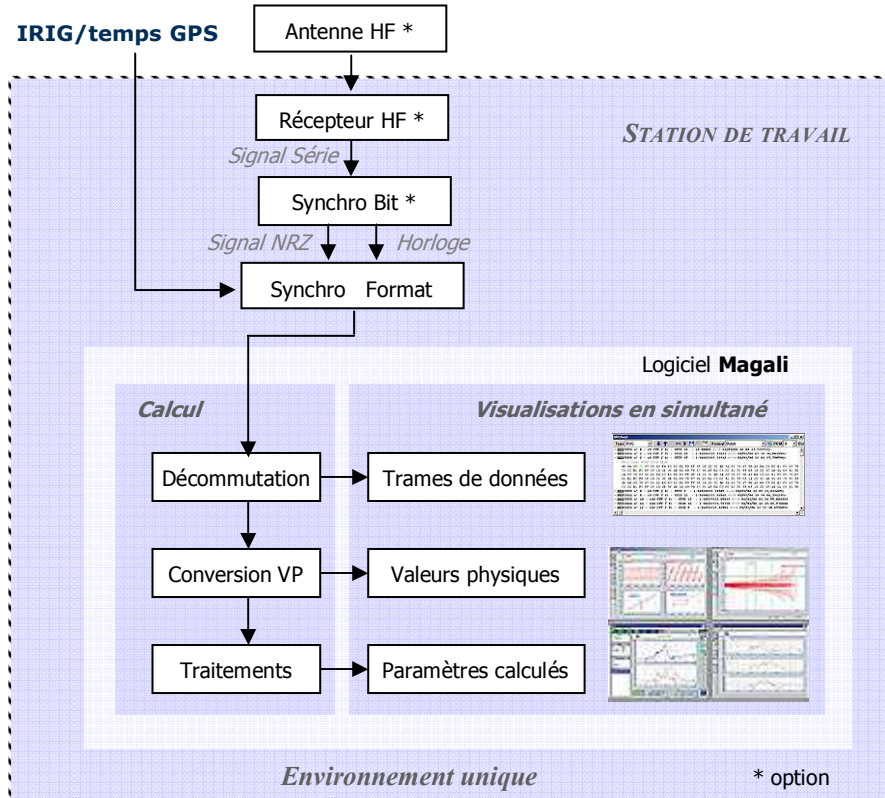 IRIG/temps GPS
Antenne HF *
Récepteur HF *
STATION DE TRAVAIL
Signal Série
Synchro Bit *
Signal NRZ
Horloge
Synchro Format
Logiciel Magali
Calcul
Visualisations en simultané
Décommutation
Trames de données
Conversion VP
Valeurs physiques
Traitements
Paramètres calculés
Environnement unique
* option